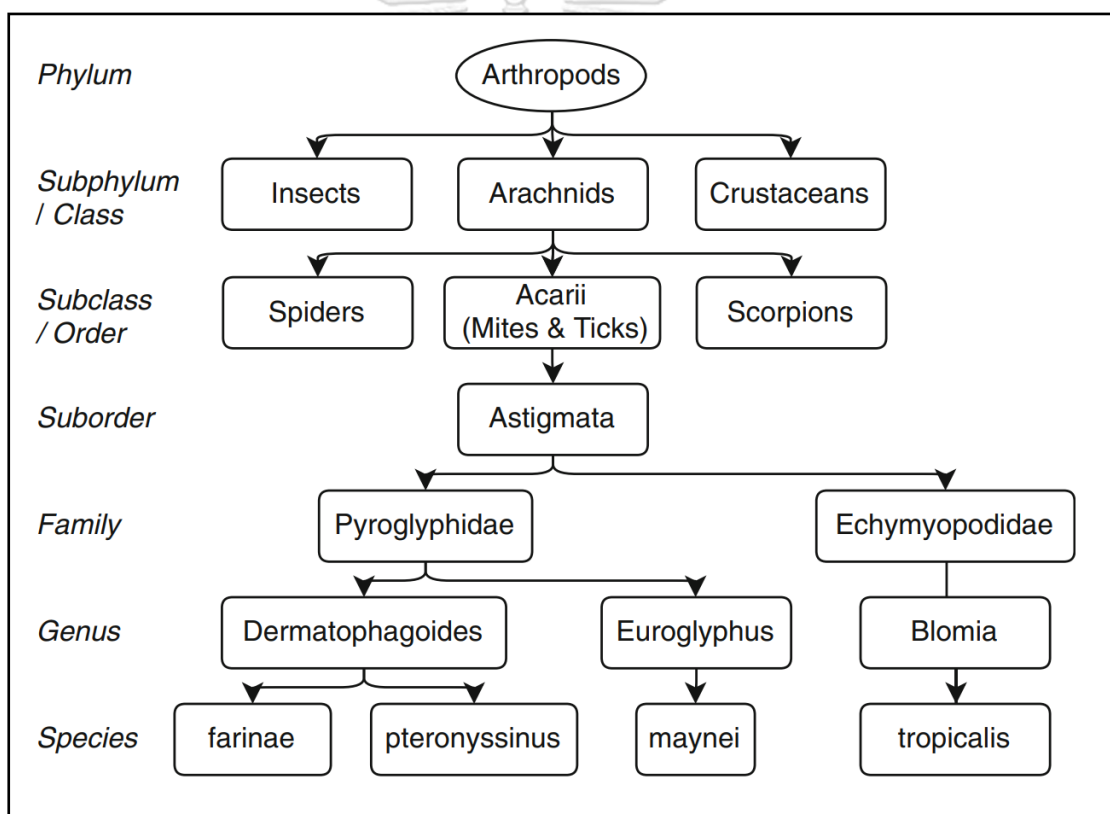 Phylum
Arthropods
Subphylum
/ Class
Insects
Arachnids
Crustaceans
Subclass
/ Order
Spiders
Acarii
(Mites & Ticks)
Scorpions
Suborder
Astigmata
Family
Pyroglyphidae
Echymyopodidae
Genus
Dermatophagoides
Euroglyphus
Blomia
Species
farinae
pteronyssinus
maynei
tropicalis